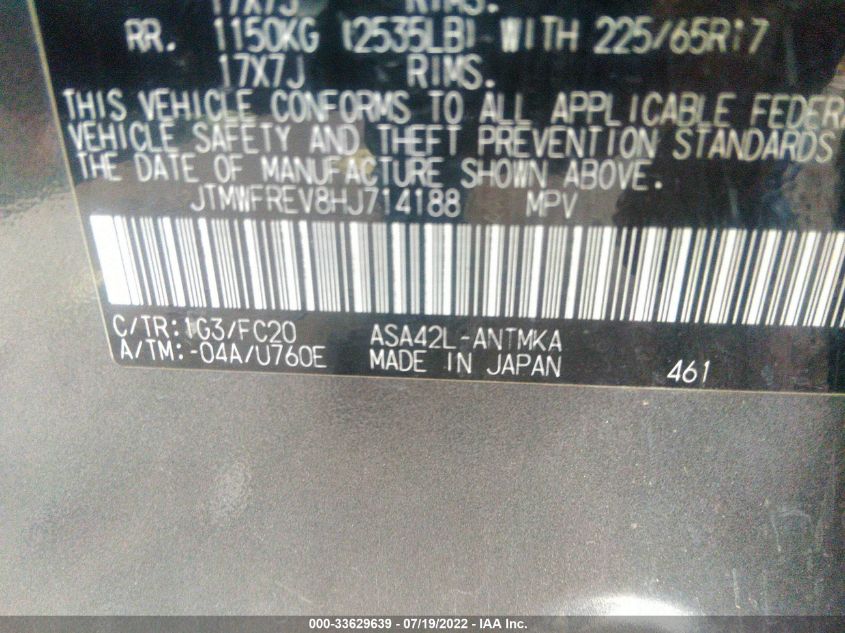 17X7J RIMS.
RR. 1150KG (2535LB) WITH 225/65R17
17X7J RIMS.
THIS VEHICLE CONFORMS TO ALL APPLICABLE FEDERA
VEHICLE SAFETY AND THEFT PREVENTION STANDARDS
THE DATE OF MANUFACTURE SHOWN ABOVE.
JTMWFREV8HJ714188 MPV
C/TR:1G3/FC20 ASA42L-ANTMKA
A/TM:-04A/U760E MADE IN JAPAN 461
000-33629639 - 07/19/2022 - IAA Inc.